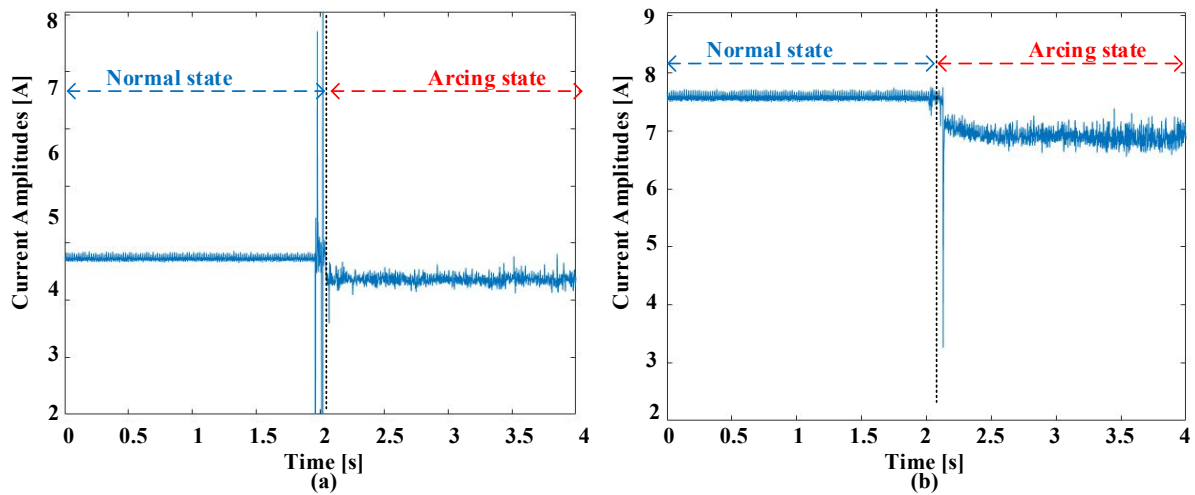 8
7
6
5
4
3
2
Current Amplitudes [A]
Normal state
Arcing state
0 0.5 1 1.5 2 2.5 3 3.5 4
Time [s]
(a)
9
8
7
6
5
4
3
2
Current Amplitudes [A]
Normal state
Arcing state
0 0.5 1 1.5 2 2.5 3 3.5 4
Time [s]
(b)